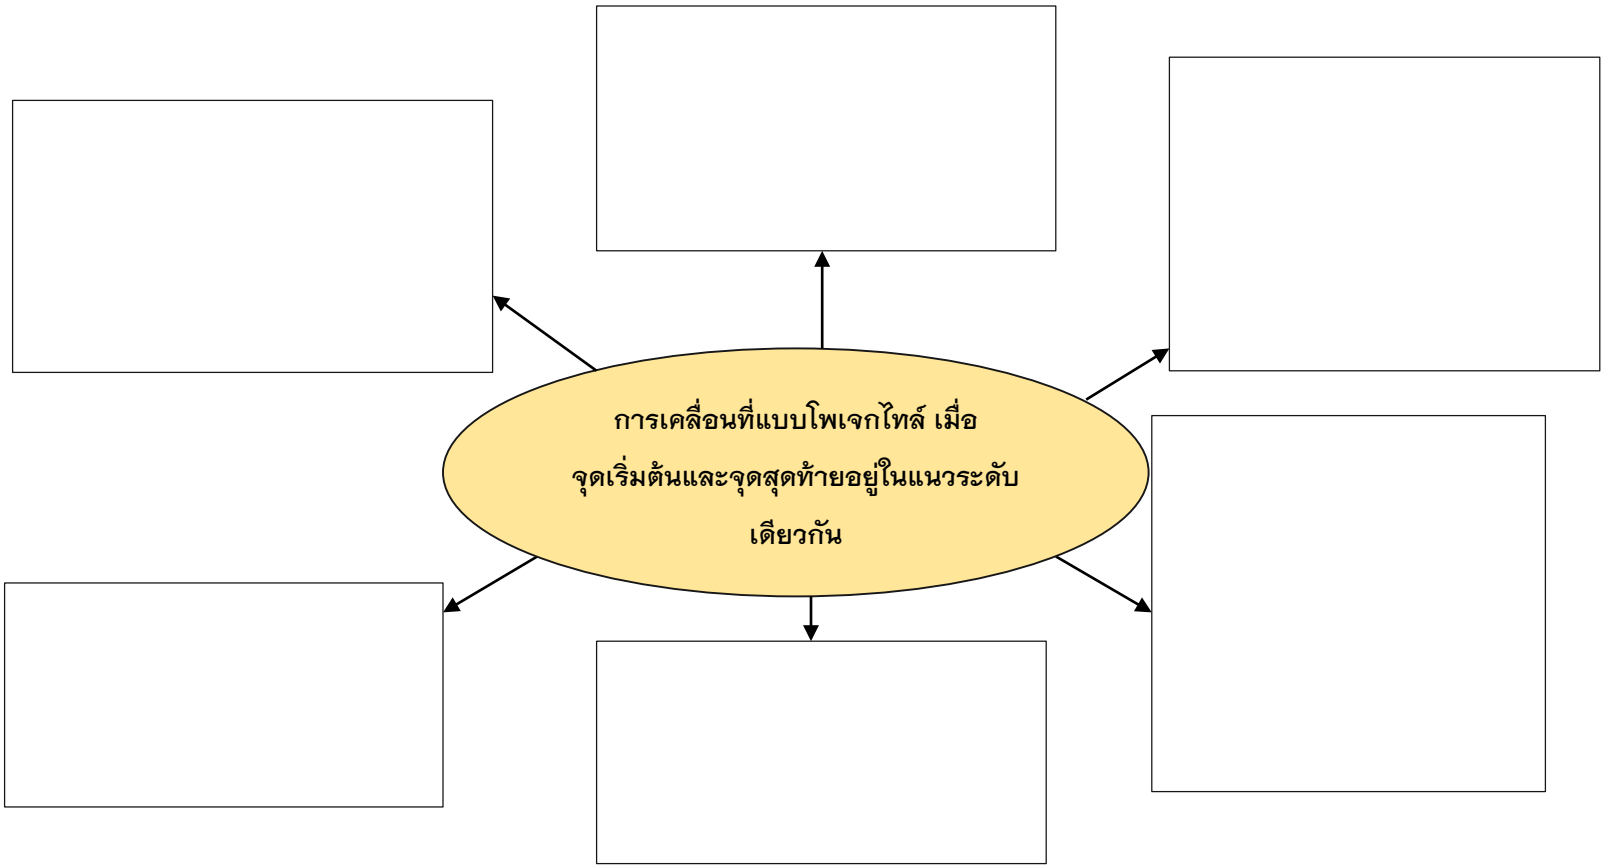 การเคลื่อนที่แบบโพเจกไทล์ เมื่อ
จุดเริ่มต้นและจุดสุดท้ายอยู่ในแนวระดับ
เดียวกัน